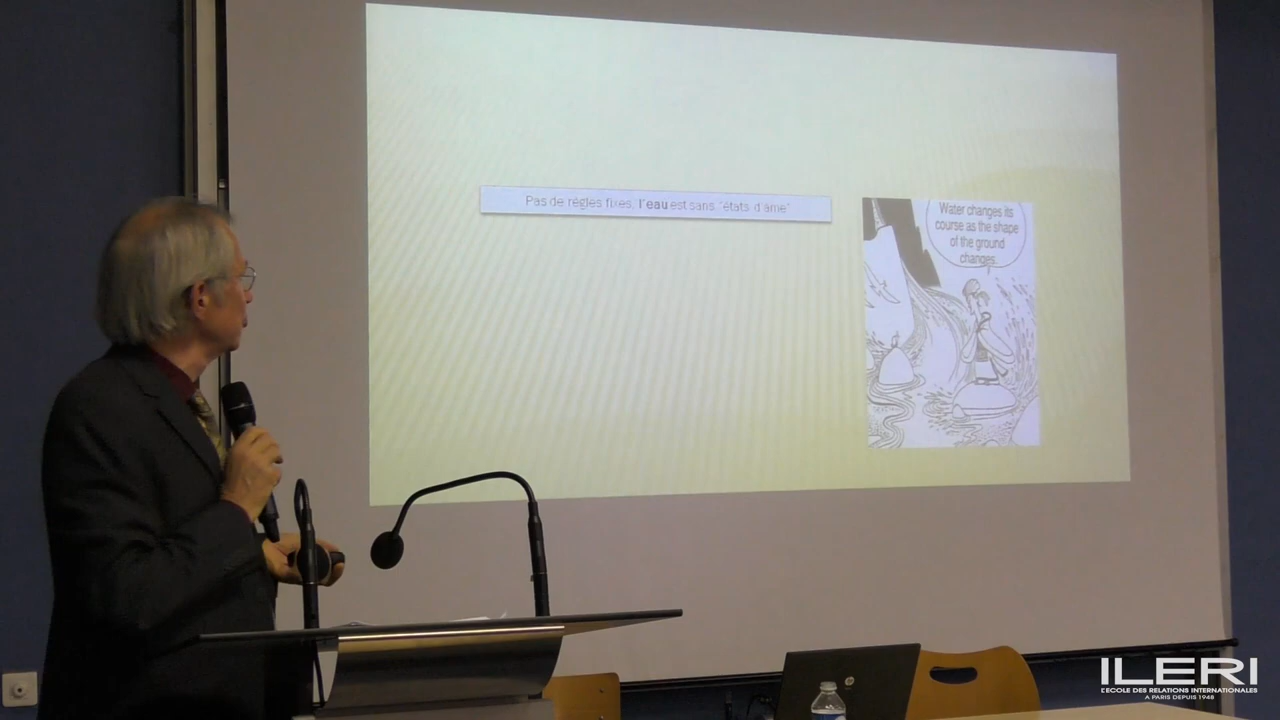 Pas de règles fixes, l'eau est sans "états d'âme"
Water changes its
course as the shape
of the ground
changes.
ILERI
L'ECOLE DES RELATIONS INTERNATIONALES
A PARIS DEPUIS 1948